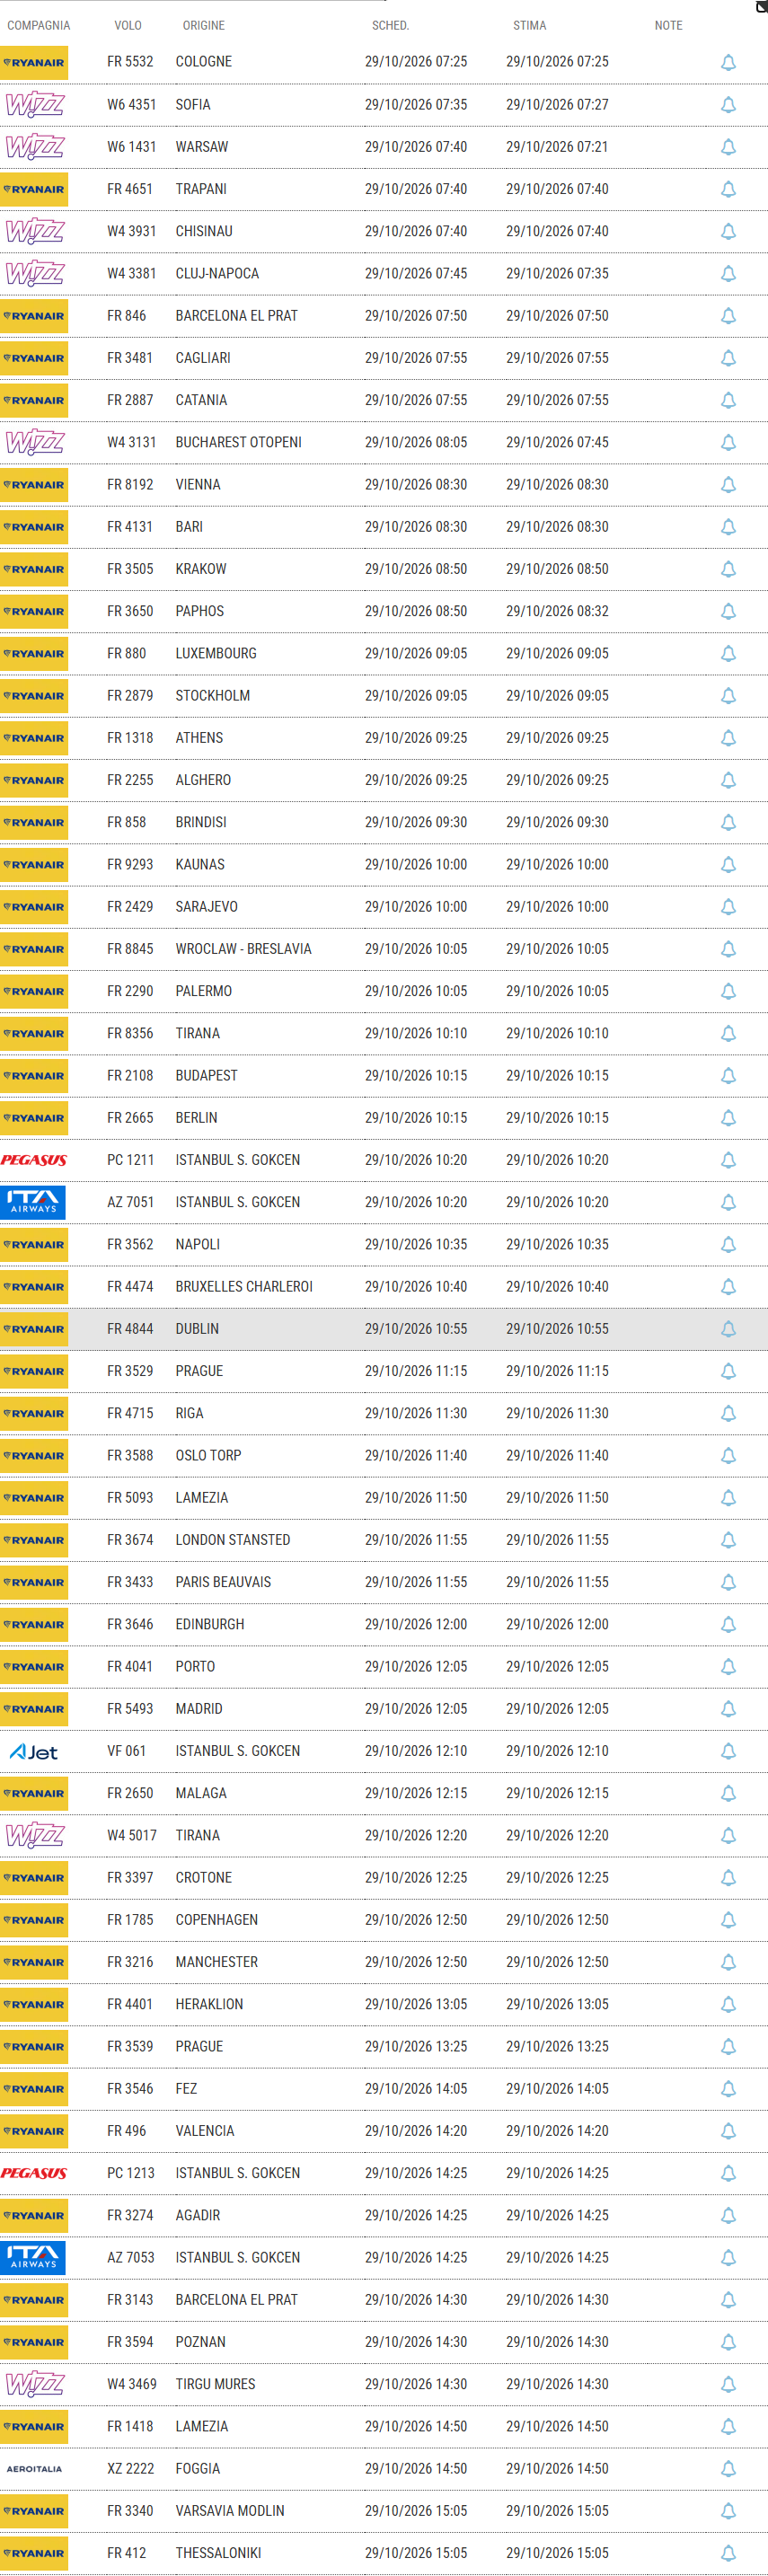 COMPAGNIA VOLO ORIGINE SCHED. STIMA NOTE
RYANAIR FR 5532 COLOGNE 29/10/2026 07:25 29/10/2026 07:25
WIZZ W6 4351 SOFIA 29/10/2026 07:35 29/10/2026 07:27
WIZZ W6 1431 WARSAW 29/10/2026 07:40 29/10/2026 07:21
RYANAIR FR 4651 TRAPANI 29/10/2026 07:40 29/10/2026 07:40
WIZZ W4 3931 CHISINAU 29/10/2026 07:40 29/10/2026 07:40
WIZZ W4 3381 CLUJ-NAPOCA 29/10/2026 07:45 29/10/2026 07:35
RYANAIR FR 846 BARCELONA EL PRAT 29/10/2026 07:50 29/10/2026 07:50
RYANAIR FR 3481 CAGLIARI 29/10/2026 07:55 29/10/2026 07:55
RYANAIR FR 2887 CATANIA 29/10/2026 07:55 29/10/2026 07:55
WIZZ W4 3131 BUCHAREST OTOPENI 29/10/2026 08:05 29/10/2026 07:45
RYANAIR FR 8192 VIENNA 29/10/2026 08:30 29/10/2026 08:30
RYANAIR FR 4131 BARI 29/10/2026 08:30 29/10/2026 08:30
RYANAIR FR 3505 KRAKOW 29/10/2026 08:50 29/10/2026 08:50
RYANAIR FR 3650 PAPHOS 29/10/2026 08:50 29/10/2026 08:32
RYANAIR FR 880 LUXEMBOURG 29/10/2026 09:05 29/10/2026 09:05
RYANAIR FR 2879 STOCKHOLM 29/10/2026 09:05 29/10/2026 09:05
RYANAIR FR 1318 ATHENS 29/10/2026 09:25 29/10/2026 09:25
RYANAIR FR 2255 ALGHERO 29/10/2026 09:25 29/10/2026 09:25
RYANAIR FR 858 BRINDISI 29/10/2026 09:30 29/10/2026 09:30
RYANAIR FR 9293 KAUNAS 29/10/2026 10:00 29/10/2026 10:00
RYANAIR FR 2429 SARAJEVO 29/10/2026 10:00 29/10/2026 10:00
RYANAIR FR 8845 WROCLAW - BRESLAVIA 29/10/2026 10:05 29/10/2026 10:05
RYANAIR FR 2290 PALERMO 29/10/2026 10:05 29/10/2026 10:05
RYANAIR FR 8356 TIRANA 29/10/2026 10:10 29/10/2026 10:10
RYANAIR FR 2108 BUDAPEST 29/10/2026 10:15 29/10/2026 10:15
RYANAIR FR 2665 BERLIN 29/10/2026 10:15 29/10/2026 10:15
PEGASUS PC 1211 ISTANBUL S. GOKCEN 29/10/2026 10:20 29/10/2026 10:20
ITA AIRWAYS AZ 7051 ISTANBUL S. GOKCEN 29/10/2026 10:20 29/10/2026 10:20
RYANAIR FR 3562 NAPOLI 29/10/2026 10:35 29/10/2026 10:35
RYANAIR FR 4474 BRUXELLES CHARLEROI 29/10/2026 10:40 29/10/2026 10:40
RYANAIR FR 4844 DUBLIN 29/10/2026 10:55 29/10/2026 10:55
RYANAIR FR 3529 PRAGUE 29/10/2026 11:15 29/10/2026 11:15
RYANAIR FR 4715 RIGA 29/10/2026 11:30 29/10/2026 11:30
RYANAIR FR 3588 OSLO TORP 29/10/2026 11:40 29/10/2026 11:40
RYANAIR FR 5093 LAMEZIA 29/10/2026 11:50 29/10/2026 11:50
RYANAIR FR 3674 LONDON STANSTED 29/10/2026 11:55 29/10/2026 11:55
RYANAIR FR 3433 PARIS BEAUVAIS 29/10/2026 11:55 29/10/2026 11:55
RYANAIR FR 3646 EDINBURGH 29/10/2026 12:00 29/10/2026 12:00
RYANAIR FR 4041 PORTO 29/10/2026 12:05 29/10/2026 12:05
RYANAIR FR 5493 MADRID 29/10/2026 12:05 29/10/2026 12:05
AJet VF 061 ISTANBUL S. GOKCEN 29/10/2026 12:10 29/10/2026 12:10
RYANAIR FR 2650 MALAGA 29/10/2026 12:15 29/10/2026 12:15
WIZZ W4 5017 TIRANA 29/10/2026 12:20 29/10/2026 12:20
RYANAIR FR 3397 CROTONE 29/10/2026 12:25 29/10/2026 12:25
RYANAIR FR 1785 COPENHAGEN 29/10/2026 12:50 29/10/2026 12:50
RYANAIR FR 3216 MANCHESTER 29/10/2026 12:50 29/10/2026 12:50
RYANAIR FR 4401 HERAKLION 29/10/2026 13:05 29/10/2026 13:05
RYANAIR FR 3539 PRAGUE 29/10/2026 13:25 29/10/2026 13:25
RYANAIR FR 3546 FEZ 29/10/2026 14:05 29/10/2026 14:05
RYANAIR FR 496 VALENCIA 29/10/2026 14:20 29/10/2026 14:20
PEGASUS PC 1213 ISTANBUL S. GOKCEN 29/10/2026 14:25 29/10/2026 14:25
RYANAIR FR 3274 AGADIR 29/10/2026 14:25 29/10/2026 14:25
ITA AIRWAYS AZ 7053 ISTANBUL S. GOKCEN 29/10/2026 14:25 29/10/2026 14:25
RYANAIR FR 3143 BARCELONA EL PRAT 29/10/2026 14:30 29/10/2026 14:30
RYANAIR FR 3594 POZNAN 29/10/2026 14:30 29/10/2026 14:30
WIZZ W4 3469 TIRGU MURES 29/10/2026 14:30 29/10/2026 14:30
RYANAIR FR 1418 LAMEZIA 29/10/2026 14:50 29/10/2026 14:50
AEROITALIA XZ 2222 FOGGIA 29/10/2026 14:50 29/10/2026 14:50
RYANAIR FR 3340 VARSAVIA MODLIN 29/10/2026 15:05 29/10/2026 15:05
RYANAIR FR 412 THESSALONIKI 29/10/2026 15:05 29/10/2026 15:05